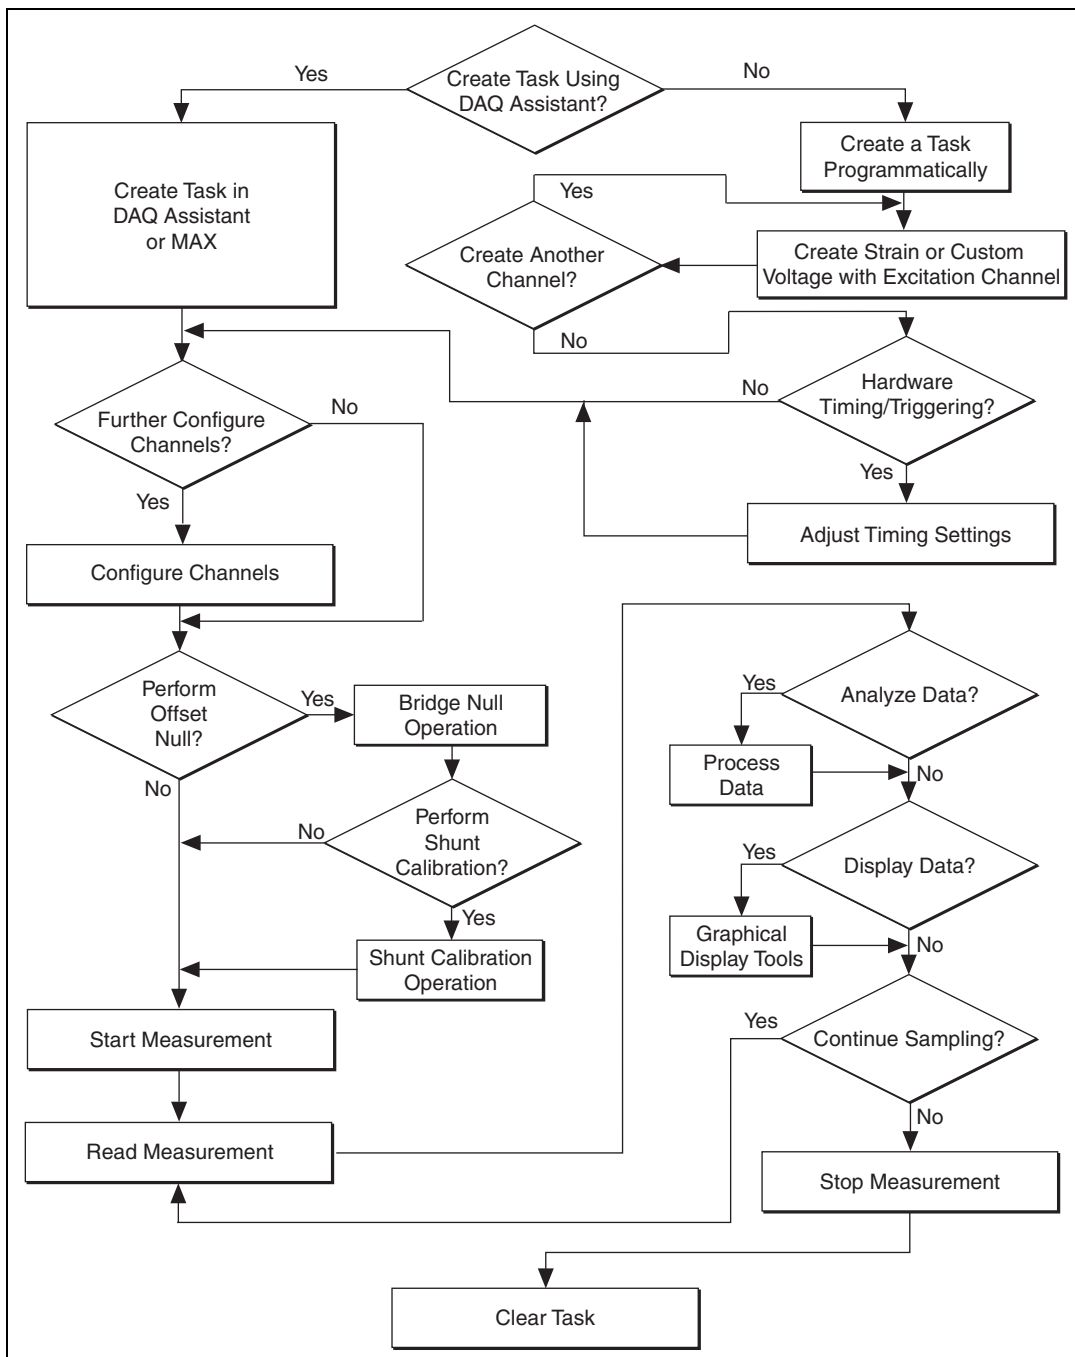 Create Task Using
DAQ Assistant?
Yes
No
Create Task in
DAQ Assistant
or MAX
Create a Task
Programmatically
Yes
Create Another
Channel?
Create Strain or Custom
Voltage with Excitation Channel
No
Hardware
Timing/Triggering?
No
Yes
Adjust Timing Settings
Further Configure
Channels?
No
Yes
Configure Channels
Perform
Offset
Null?
Yes
No
Bridge Null
Operation
Perform
Shunt
Calibration?
No
Yes
Shunt Calibration
Operation
Start Measurement
Read Measurement
Analyze Data?
Yes
No
Process
Data
Display Data?
Yes
No
Graphical
Display Tools
Continue Sampling?
Yes
No
Stop Measurement
Clear Task